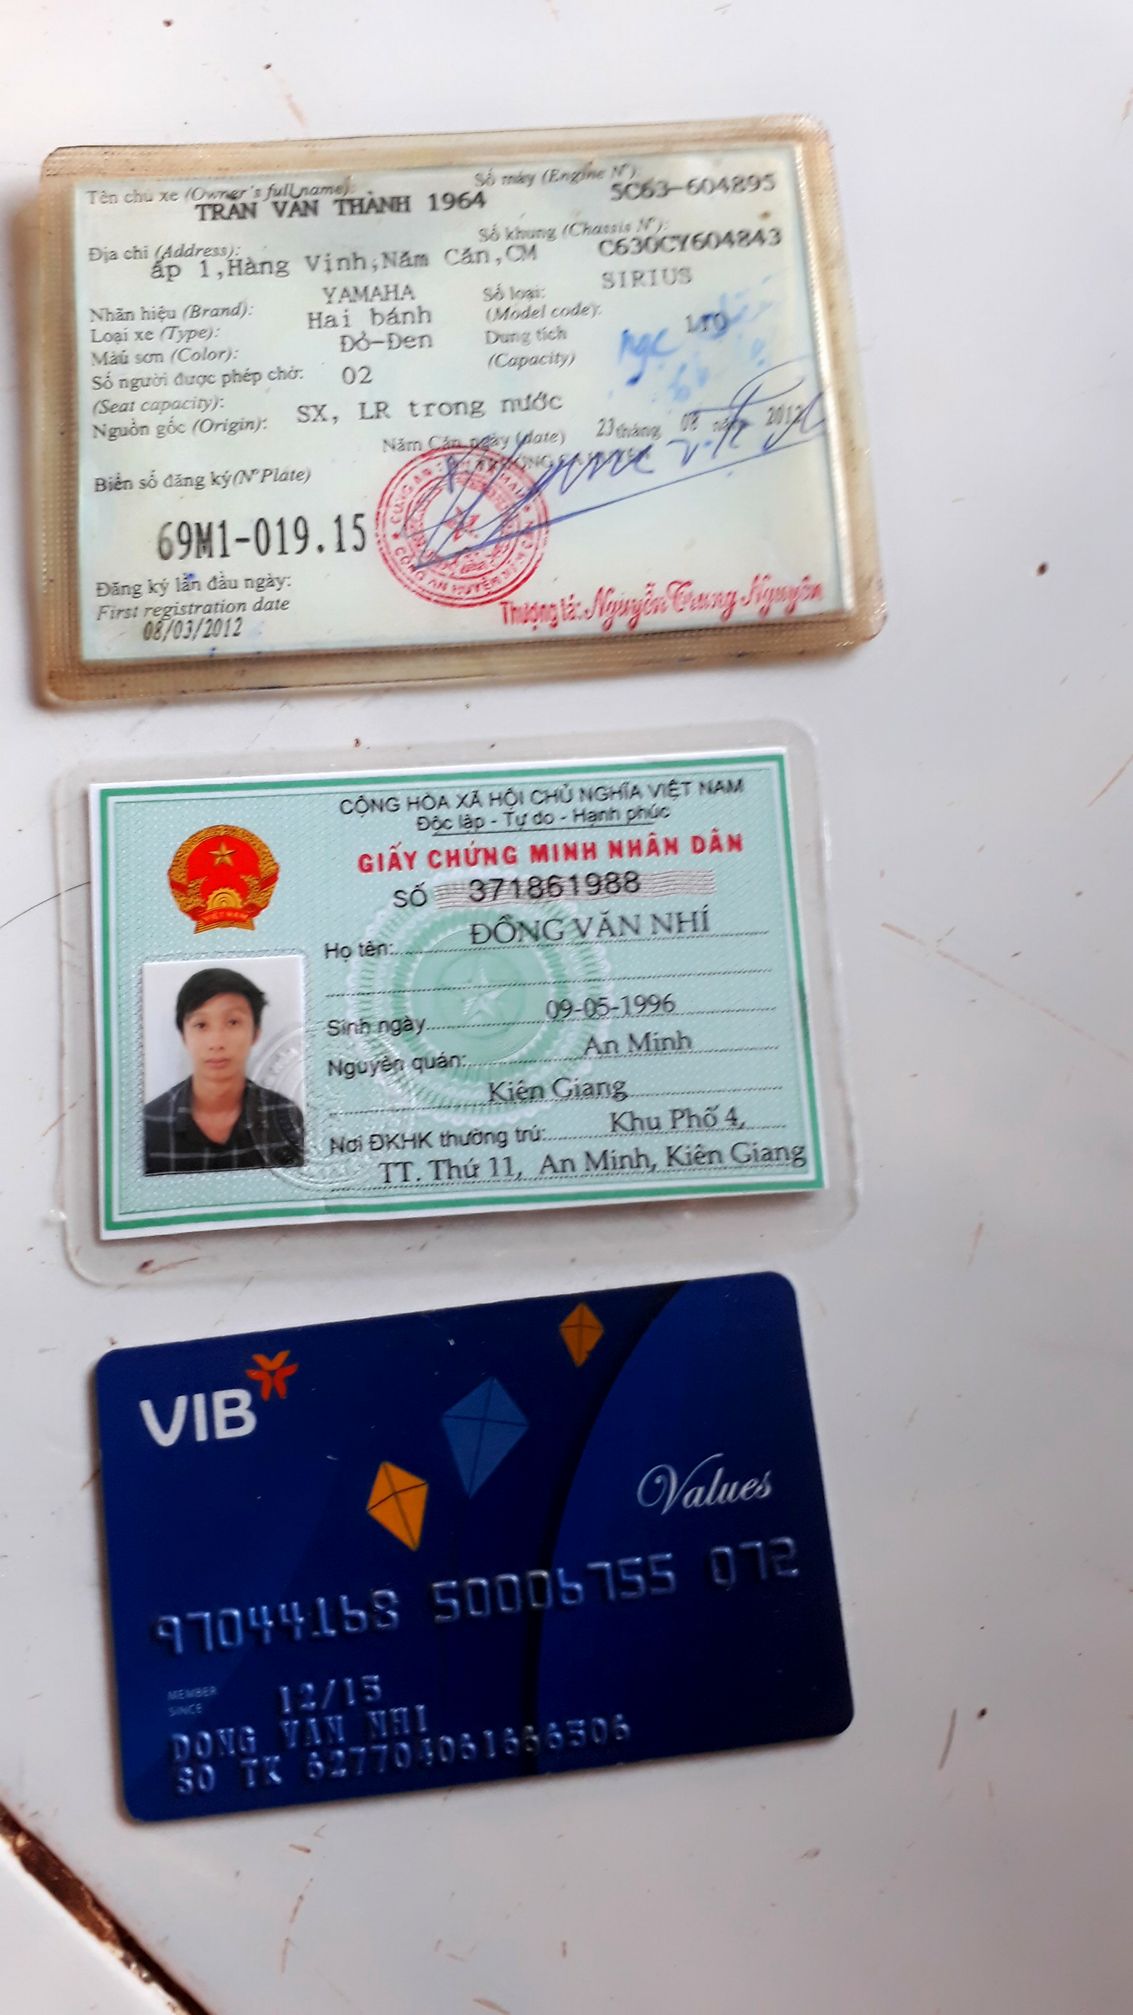 Tên chủ xe (Owner's full name):
TRẦN VĂN THÀNH 1964
Số máy (Engine N°):
5C63-604895
Địa chỉ (Address):
ấp 1,Hàng Vịnh,Năm Căn,CM
Số khung (Chassis N°):
C630CY604843
Nhãn hiệu (Brand): YAMAHA
Số loại: SIRIUS
(Model code):
Loại xe (Type): Hai bánh
Dung tích 110
(Capacity)
Màu sơn (Color): Đỏ-Đen
Số người được phép chở: 02
(Seat capacity):
Nguồn gốc (Origin): SX, LR trong nước
Năm Căn ngày (date) 23 tháng 08 năm 2012
Biển số đăng ký(N° Plate)
69M1-019.15
Đăng ký lần đầu ngày:
First registration date
08/03/2012
Thượng tá: Nguyễn Trung Nguyên
CỘNG HÒA XÃ HỘI CHỦ NGHĨA VIỆT NAM
Độc lập - Tự do - Hạnh phúc
GIẤY CHỨNG MINH NHÂN DÂN
SỐ 371861988
Họ tên: ĐỒNG VĂN NHÍ
Sinh ngày 09-05-1996
Nguyên quán: An Minh
Kiên Giang
Nơi ĐKHK thường trú: Khu Phố 4,
TT. Thứ 11, An Minh, Kiên Giang
VIỆT NAM
VIB
Values
97044168 50006755 072
MEMBER
SINCE 12/15
DONG VAN NHI
SO TK 627704061666506